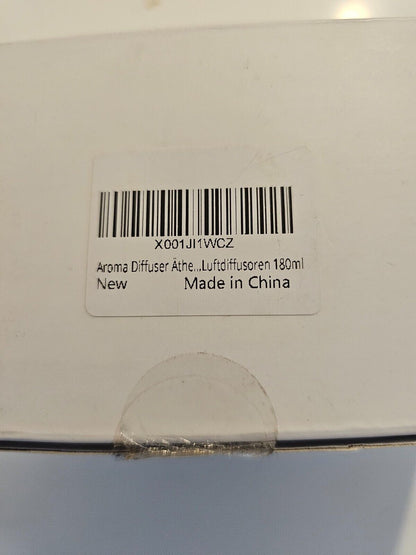 X001JI1WCZ
Aroma Diffuser Äthe...Luftdiffusoren 180ml
New Made in China